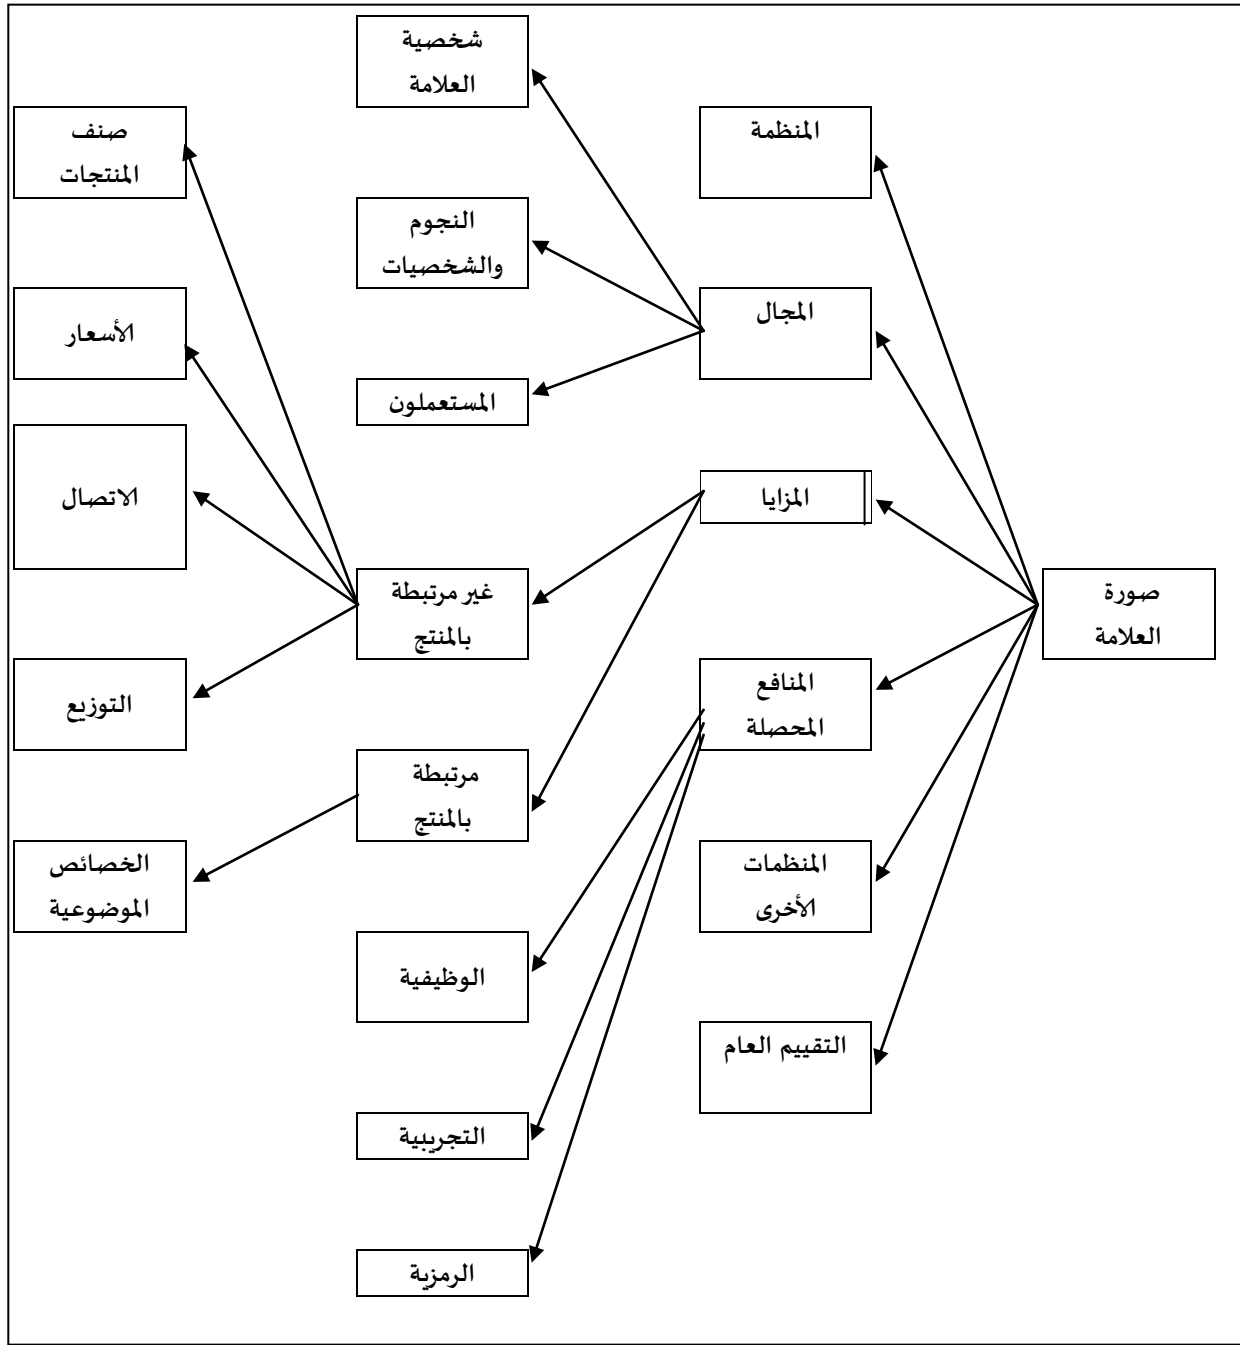 صورة
العلامة
المنظمة
المجال
المزايا
المنافع
المحصلة
المنظمات
الأخرى
التقييم العام
شخصية
العلامة
النجوم
والشخصيات
المستعملون
غير مرتبطة
بالمنتج
مرتبطة
بالمنتج
الوظيفية
التجريبية
الرمزية
صنف
المنتجات
الأسعار
الاتصال
التوزيع
الخصائص
الموضوعية